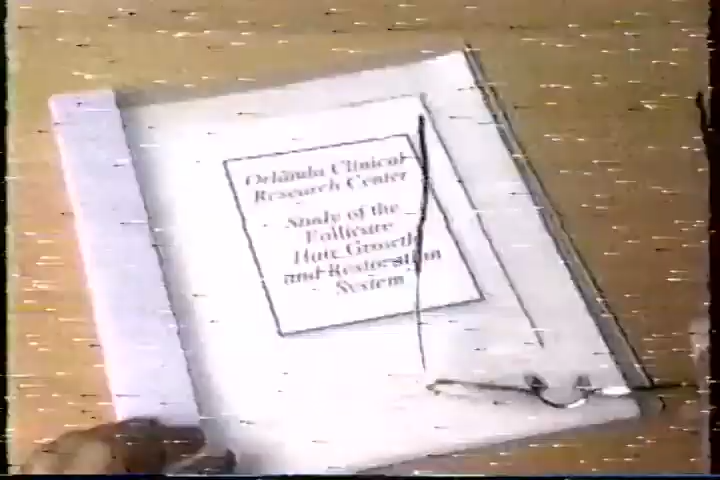 Orlando Clinical
Research Center
Study of the
Follicare
Hair Growth
and Restoration
System